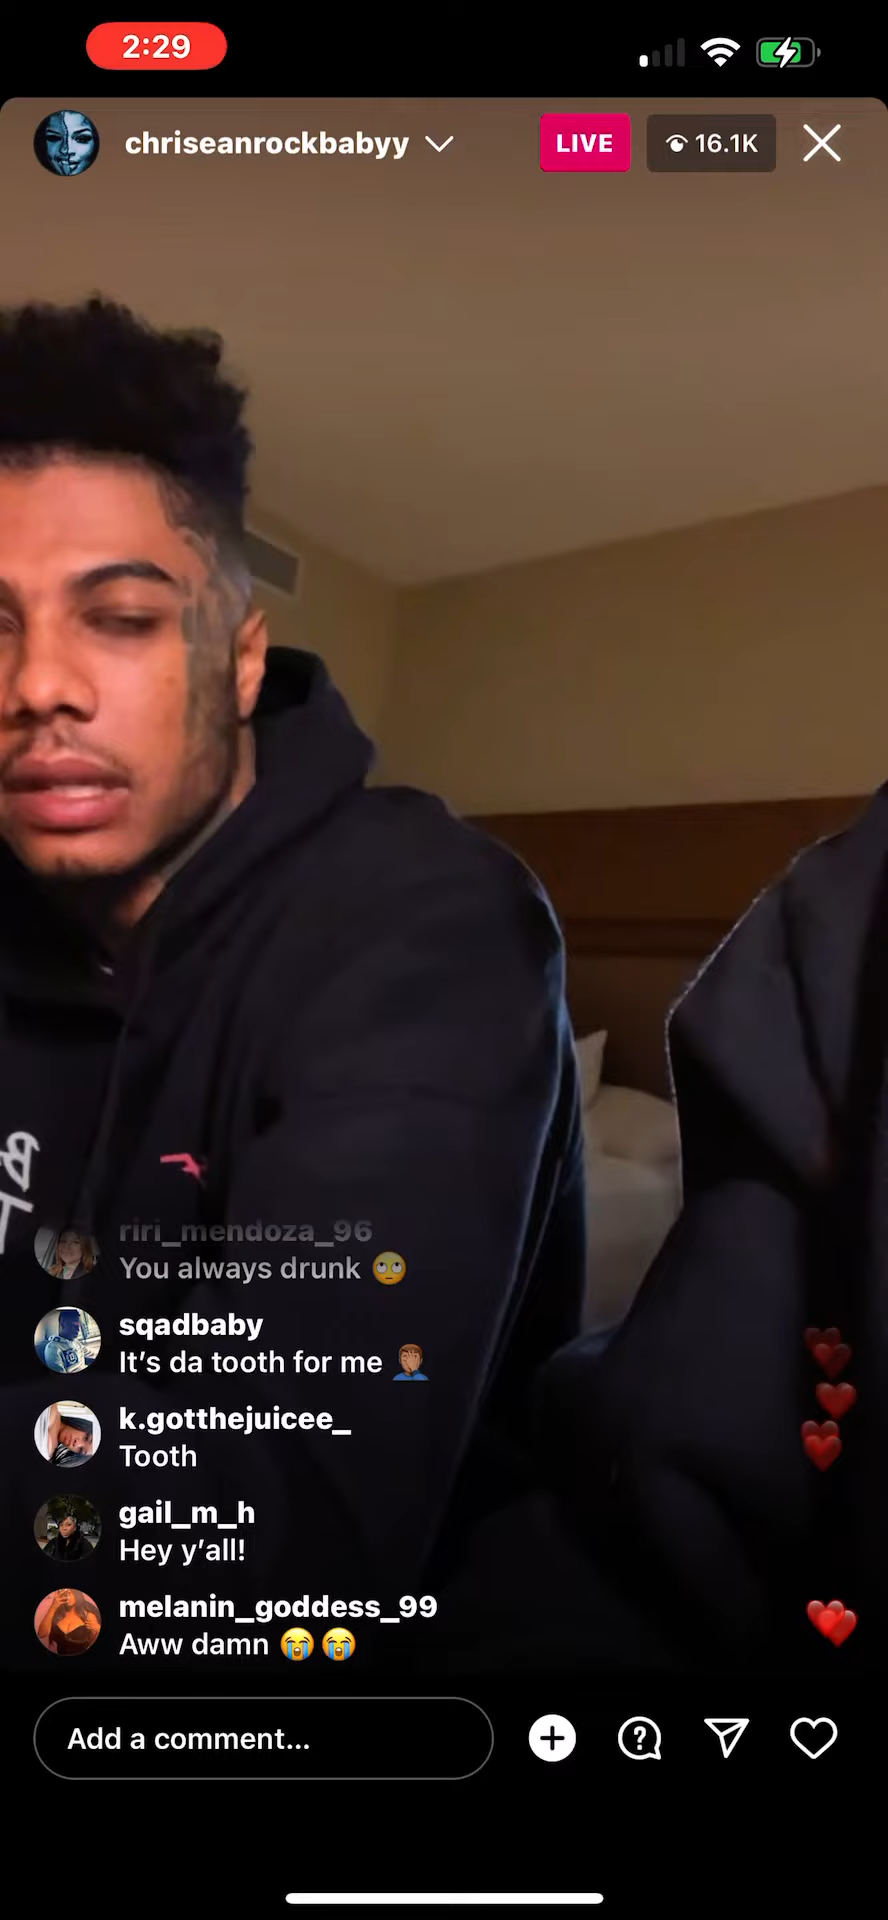 2:29
chriseanrockbabyy
LIVE
16.1K
riri_mendoza_96
You always drunk 🙄
sqadbaby
It’s da tooth for me 🤦🏽‍♂️
k.gotthejuicee_
Tooth
gail_m_h
Hey y’all!
melanin_goddess_99
Aww damn 😭😭
Add a comment...